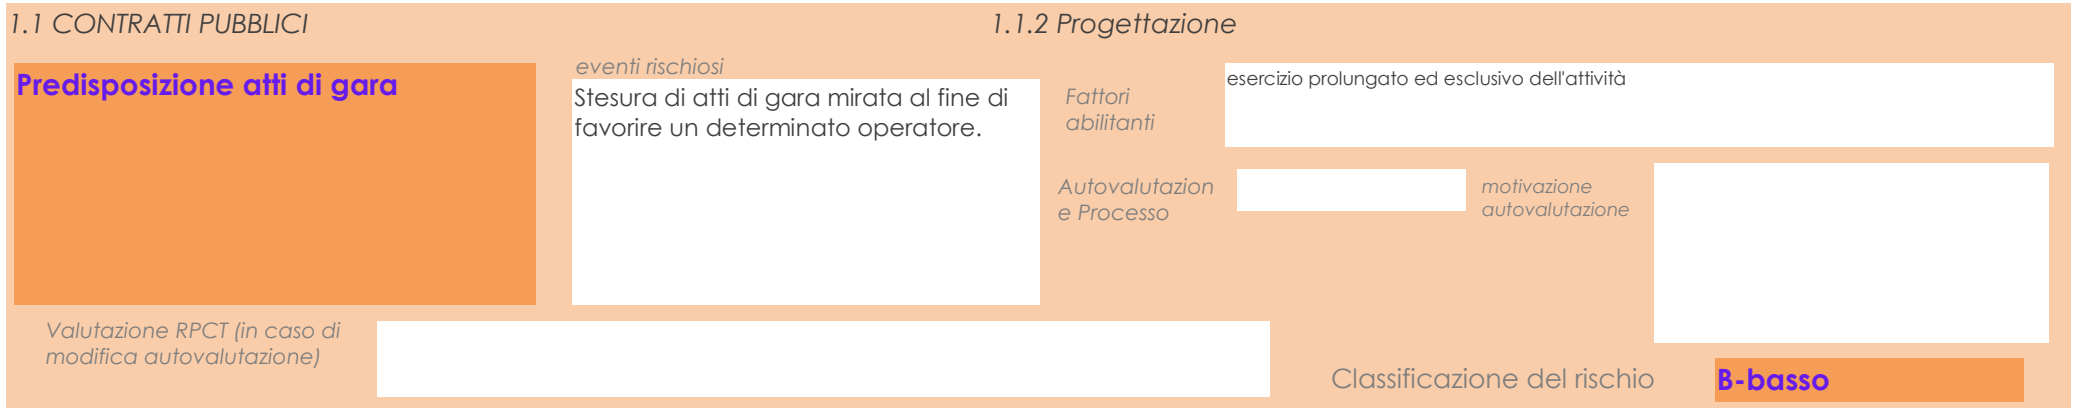 1.1 CONTRATTI PUBBLICI
1.1.2 Progettazione
Predisposizione atti di gara
eventi rischiosi
Stesura di atti di gara mirata al fine di
favorire un determinato operatore.
Fattori
abilitanti
esercizio prolungato ed esclusivo dell'attività
Autovalutazion
e Processo
motivazione
autovalutazione
Valutazione RPCT (in caso di
modifica autovalutazione)
Classificazione del rischio
B-basso